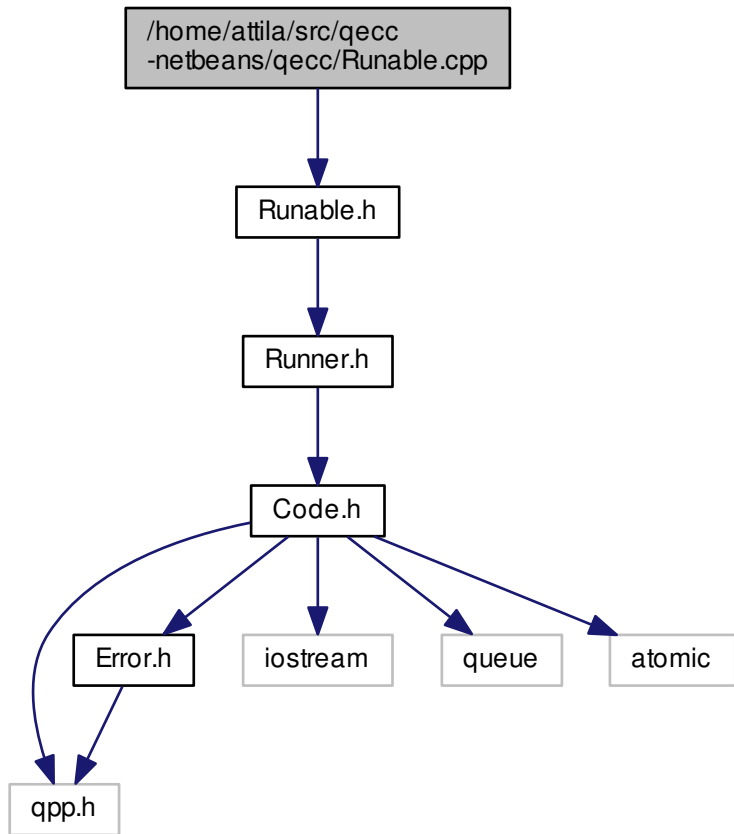 /home/attila/src/qecc
-netbeans/qecc/Runable.cpp
Runable.h
Runner.h
Code.h
Error.h
iostream
queue
atomic
qpp.h